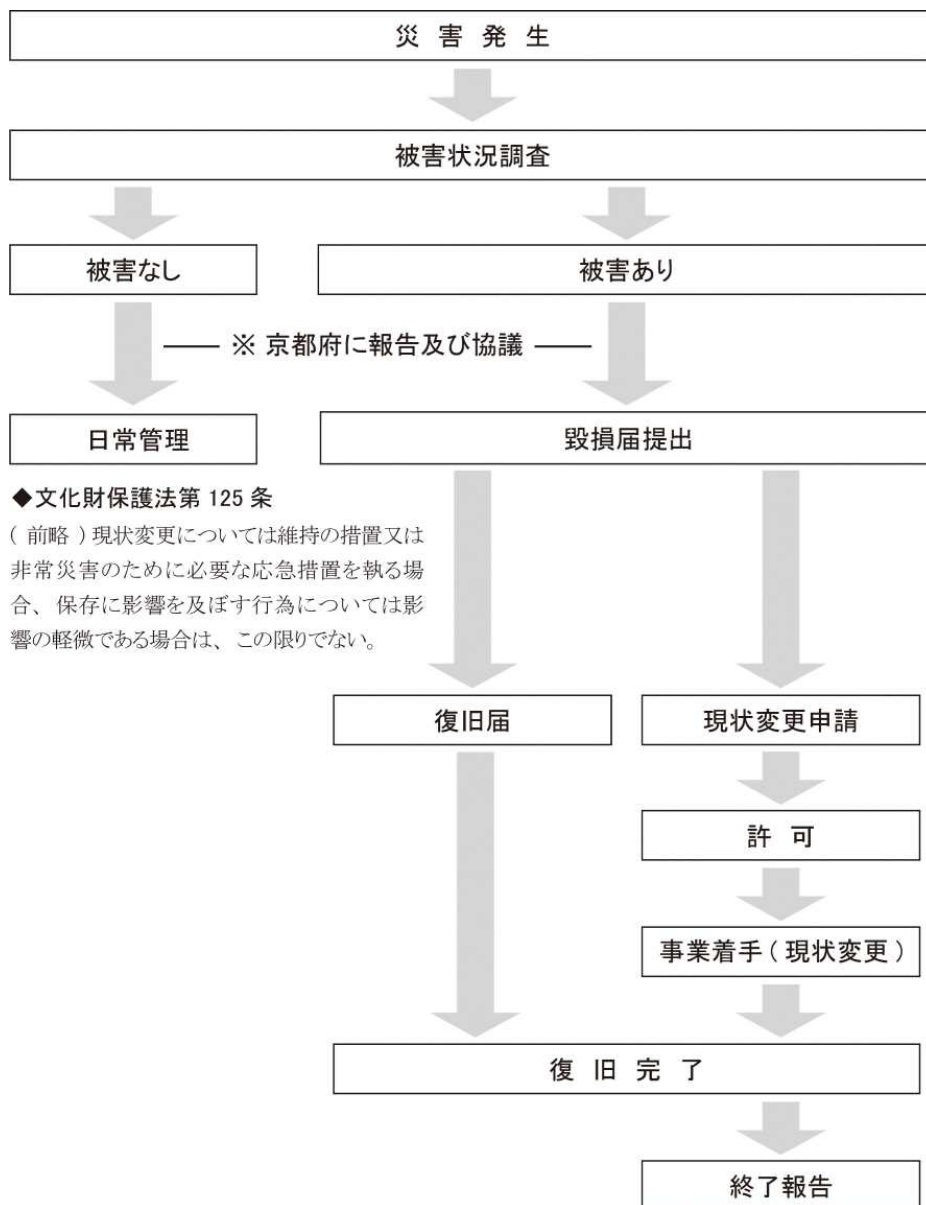 災害発生
被害状況調査
被害なし
被害あり
※ 京都府に報告及び協議
日常管理
毀損届提出
◆文化財保護法第 125 条
( 前略 ) 現状変更については維持の措置又は
非常災害のために必要な応急措置を執る場
合、保存に影響を及ぼす行為については影
響の軽微である場合は、この限りでない。
復旧届
現状変更申請
許可
事業着手 ( 現状変更 )
復旧完了
終了報告